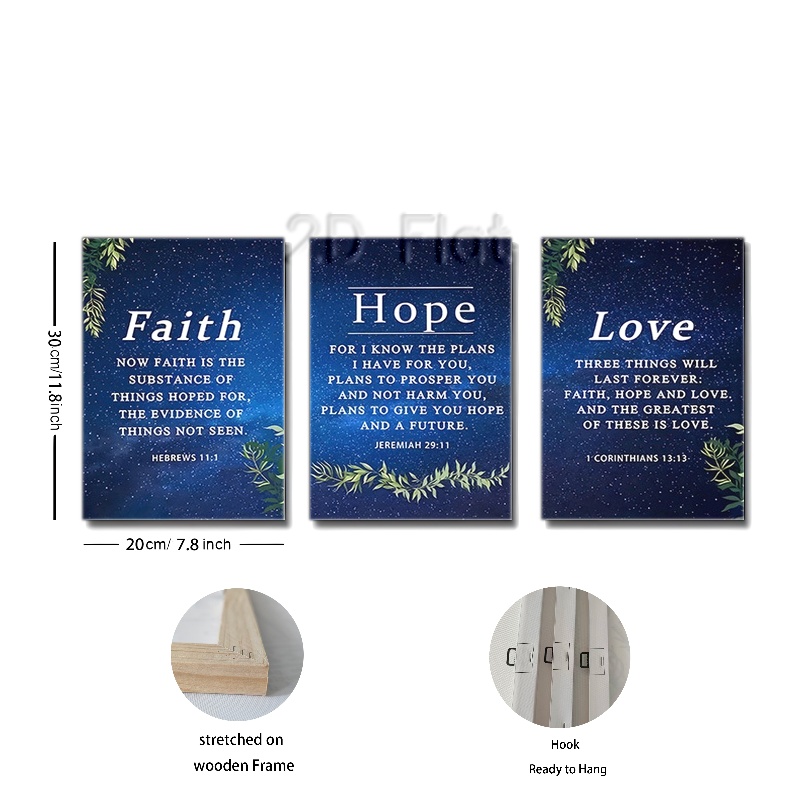 2D Flat
Faith
NOW FAITH IS THE
SUBSTANCE OF
THINGS HOPED FOR,
THE EVIDENCE OF
THINGS NOT SEEN.
HEBREWS 11:1
Hope
FOR I KNOW THE PLANS
I HAVE FOR YOU,
PLANS TO PROSPER YOU
AND NOT HARM YOU,
PLANS TO GIVE YOU HOPE
AND A FUTURE.
JEREMIAH 29:11
Love
THREE THINGS WILL
LAST FOREVER:
FAITH, HOPE AND LOVE,
AND THE GREATEST
OF THESE IS LOVE.
1 CORINTHIANS 13:13
30cm/11.8inch
20cm/ 7.8 inch
stretched on
wooden Frame
Hook
Ready to Hang